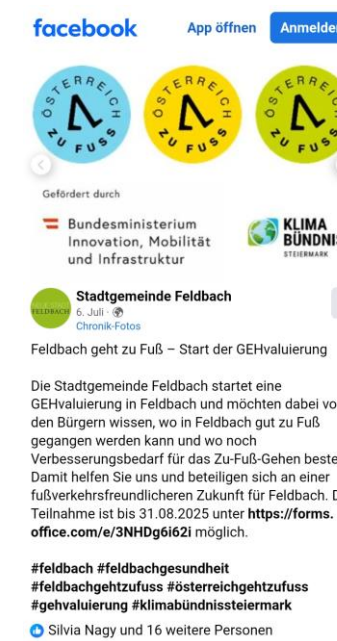 facebook
App öffnen
Anmelden
ÖSTERREICH ZU FUSS
ÖSTERREICH ZU FUSS
ÖSTERREICH ZU FUSS
Gefördert durch
Bundesministerium
Innovation, Mobilität
und Infrastruktur
KLIMA
BÜNDNIS
STEIERMARK
FELDBACH
Stadtgemeinde Feldbach
6. Juli ·
Chronik-Fotos
Feldbach geht zu Fuß – Start der GEHvaluierung
Die Stadtgemeinde Feldbach startet eine
GEHvaluierung in Feldbach und möchten dabei vo
den Bürgern wissen, wo in Feldbach gut zu Fuß
gegangen werden kann und wo noch
Verbesserungsbedarf für das Zu-Fuß-Gehen beste
Damit helfen Sie uns und beteiligen sich an einer
fußverkehrsfreundlicheren Zukunft für Feldbach. D
Teilnahme ist bis 31.08.2025 unter https://forms.
office.com/e/3NHDg6i62i möglich.
#feldbach #feldbachgesundheit
#feldbachgehtzufuss #österreichgehtzufuss
#gehvaluierung #klimabündnissteiermark
Silvia Nagy und 16 weitere Personen